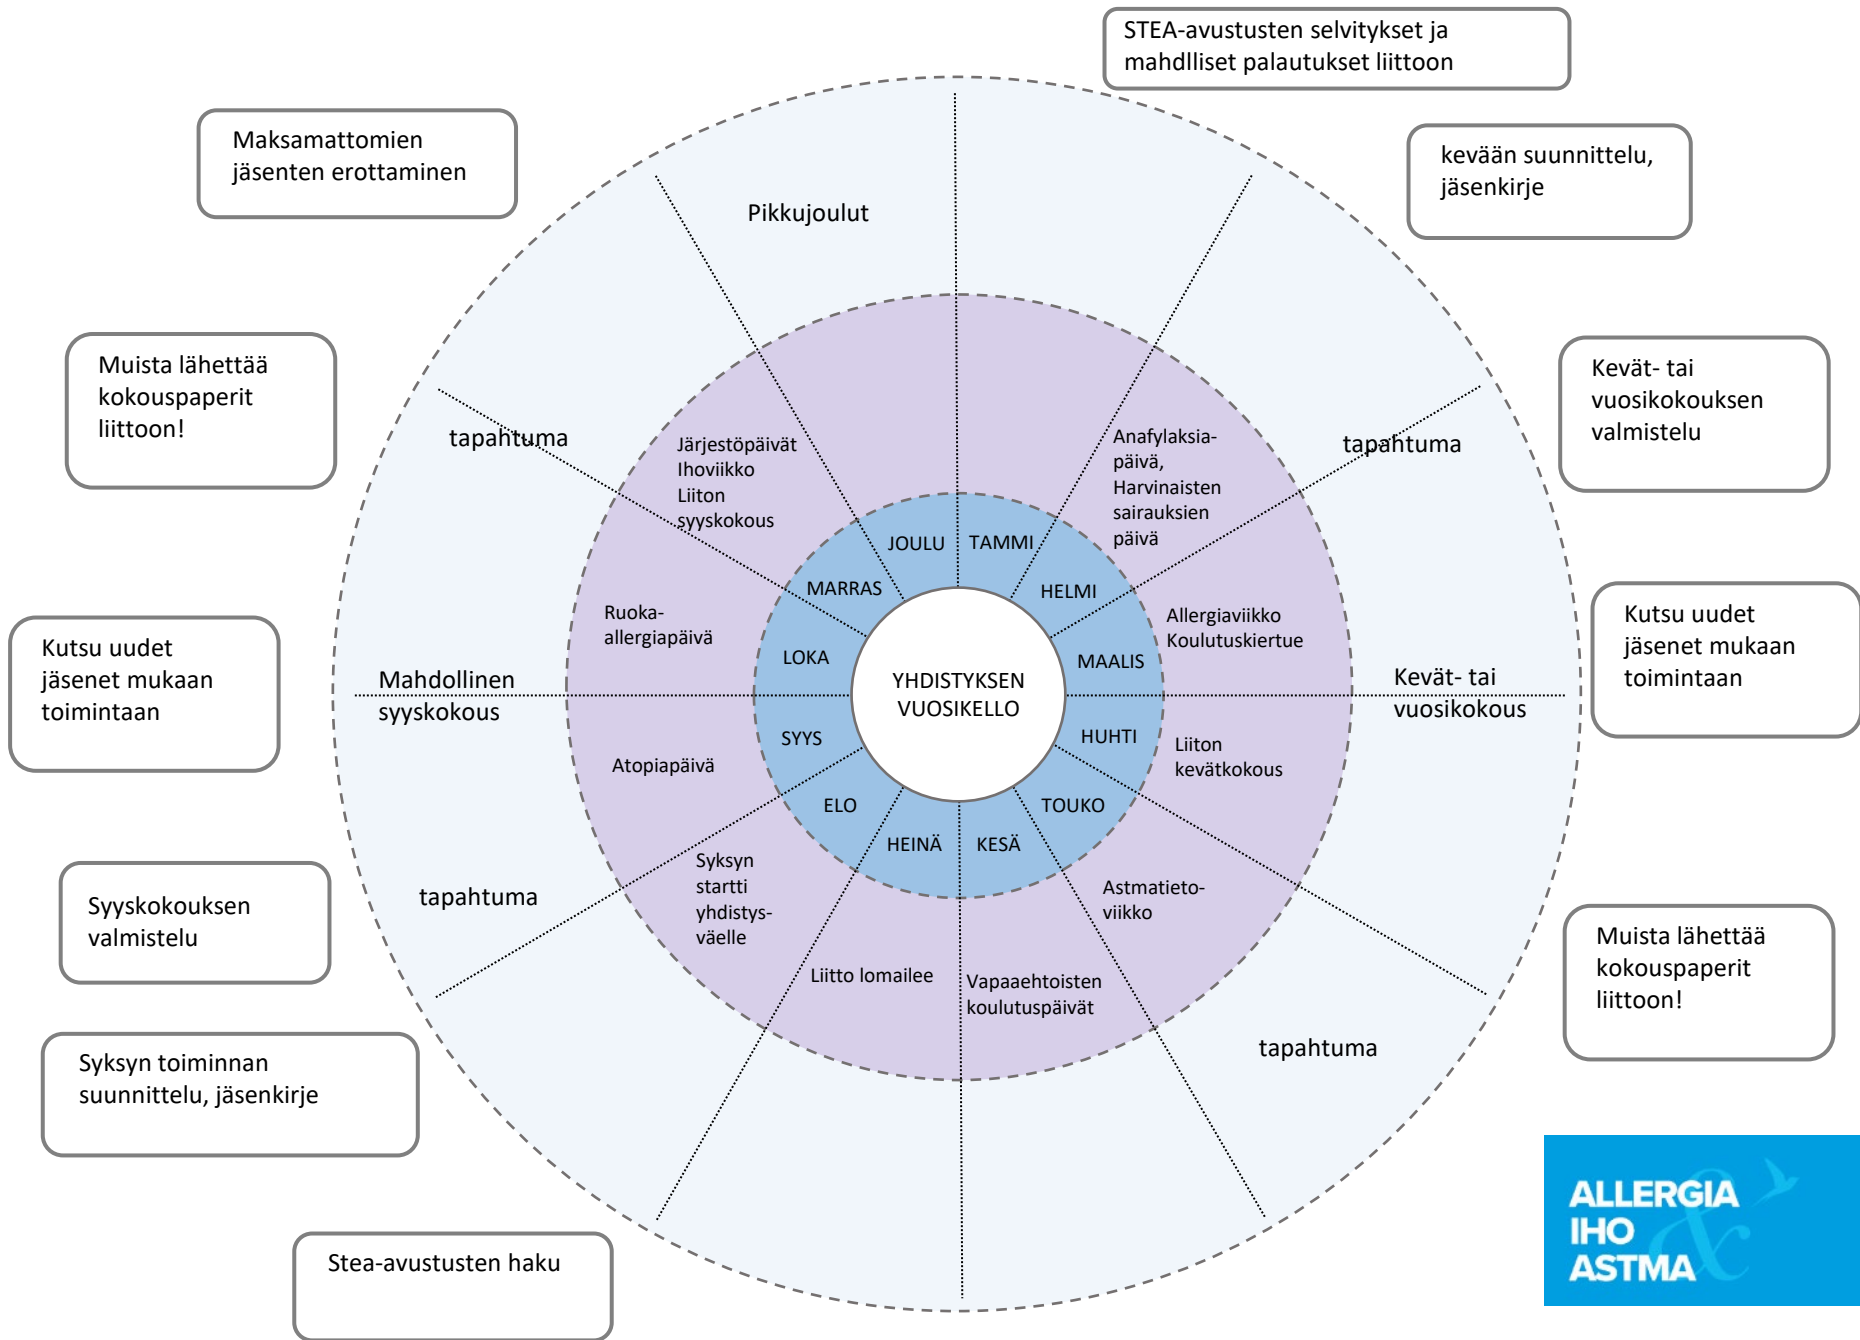 STEA-avustusten selvitykset ja
mahdlliset palautukset liittoon
Maksamattomien
jäsenten erottaminen
kevään suunnittelu,
jäsenkirje
Pikkujoulut
Muista lähettää
kokouspaperit
liittoon!
Kevät- tai
vuosikokouksen
valmistelu
tapahtuma
Järjestöpäivät
Ihoviikko
Liiton
syyskokous
Anafylaksia-
päivä,
Harvinaisten
sairauksien
päivä
tapahtuma
JOULU
TAMMI
MARRAS
HELMI
LOKA
MAALIS
SYYS
HUHTI
ELO
TOUKO
HEINÄ
KESÄ
YHDISTYKSEN
VUOSIKELLO
Ruoka-
allergiapäivä
Allergiaviikko
Koulutuskiertue
Kutsu uudet
jäsenet mukaan
toimintaan
Mahdollinen
syyskokous
Kevät- tai
vuosikokous
Kutsu uudet
jäsenet mukaan
toimintaan
Atopiapäivä
Liiton
kevätkokous
Syyskokouksen
valmistelu
tapahtuma
Syksyn
startti
yhdistys-
väelle
Astmatieto-
viikko
Liitto lomailee
Vapaaehtoisten
koulutuspäivät
Muista lähettää
kokouspaperit
liittoon!
tapahtuma
Syksyn toiminnan
suunnittelu, jäsenkirje
Stea-avustusten haku
ALLERGIA
IHO
ASTMA
&